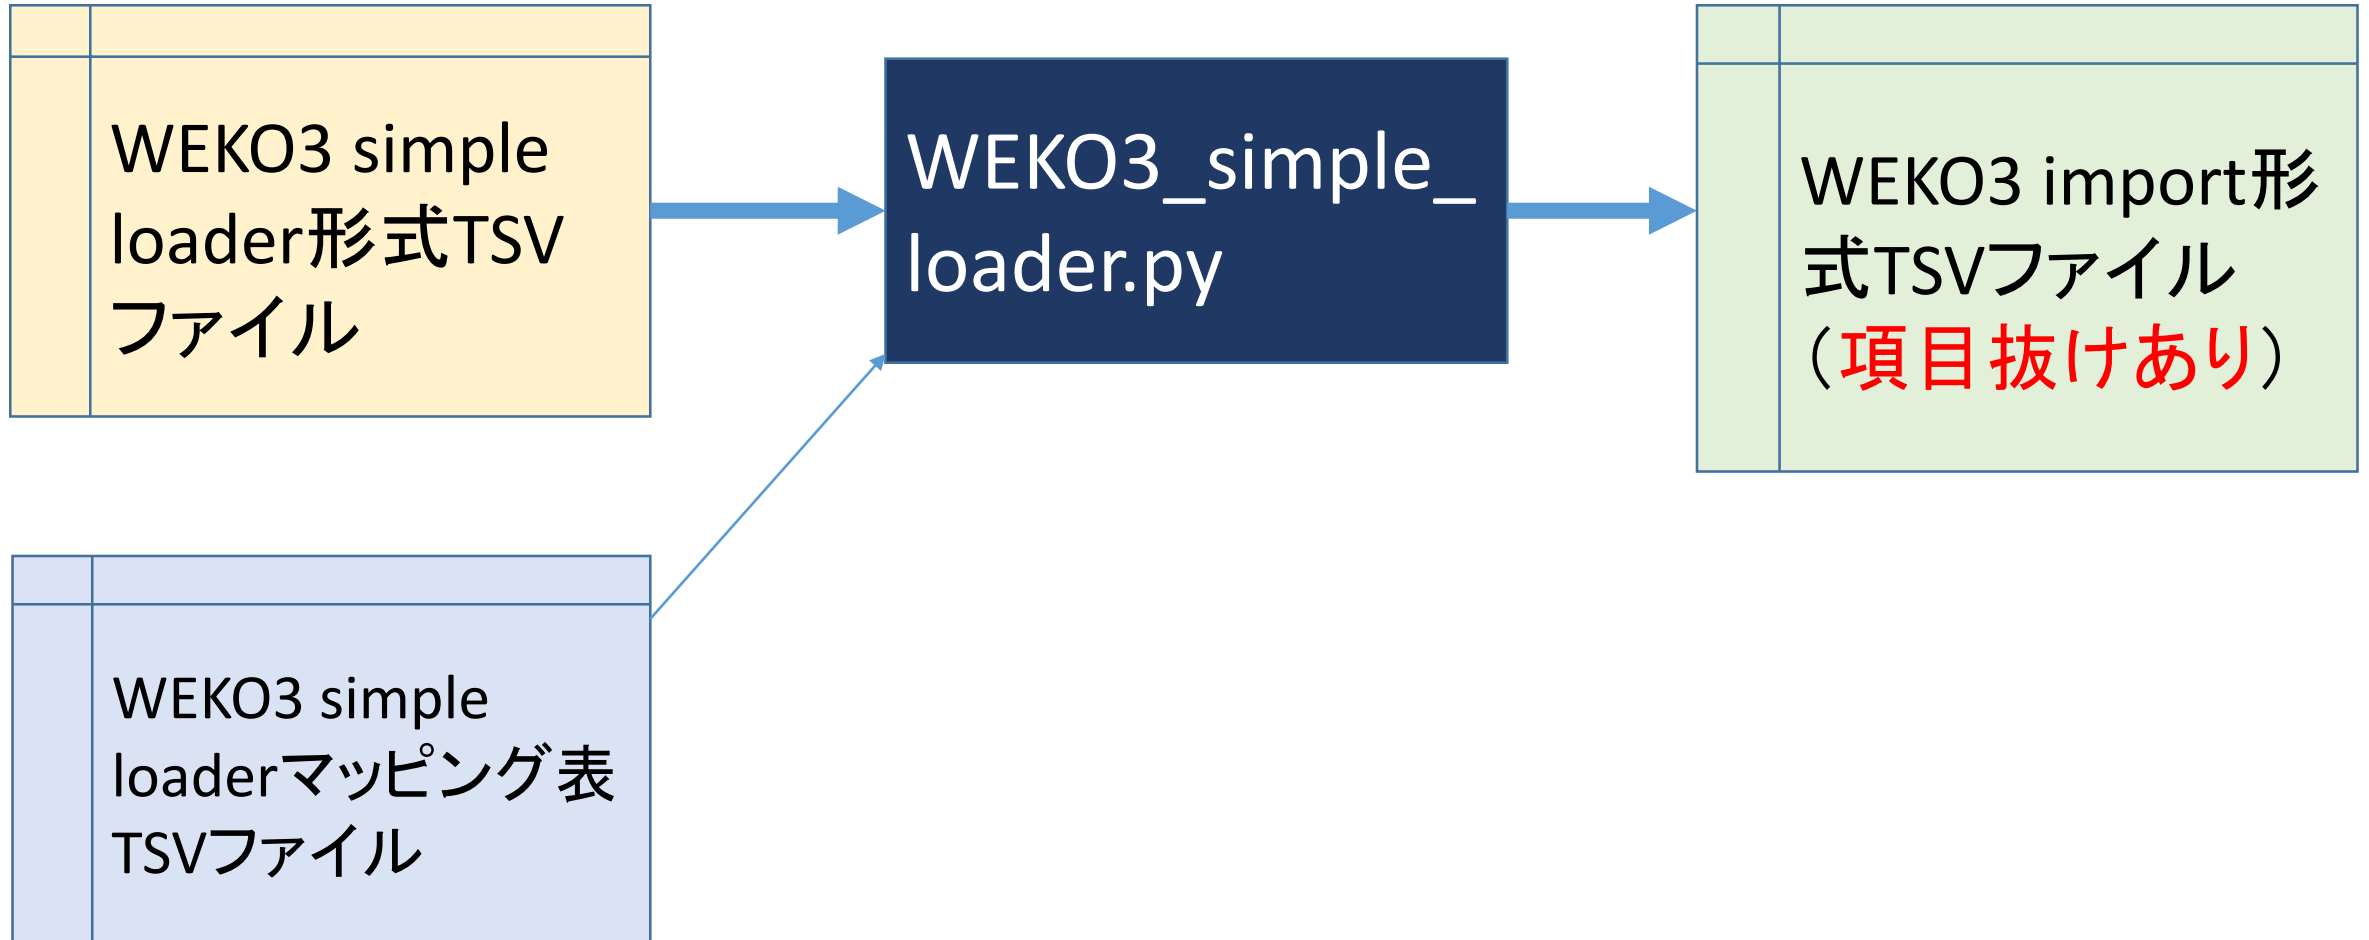 WEKO3 simple
loader形式TSV
ファイル
WEKO3_simple_
loader.py
WEKO3 import形
式TSVファイル
（項目抜けあり）
WEKO3 simple
loaderマッピング表
TSVファイル